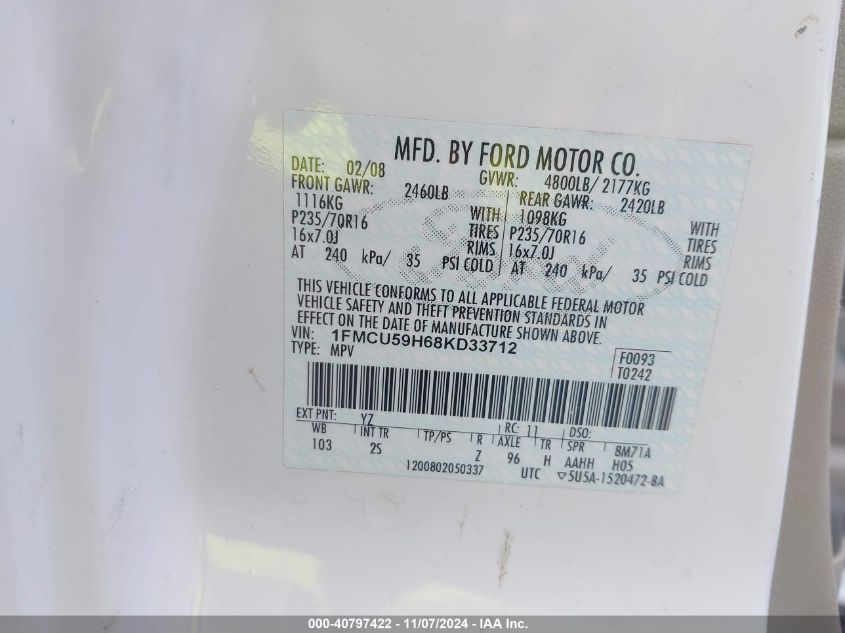 MFD. BY FORD MOTOR CO.
DATE: 02/08 GVWR: 4800LB/ 2177KG
FRONT GAWR: 2460LB REAR GAWR: 2420LB
1116KG WITH 1098KG WITH
P235/70R16 TIRES P235/70R16 TIRES
16x7.0J RIMS 16x7.0J RIMS
AT 240 kPa/ 35 PSI COLD AT 240 kPa/ 35 PSI COLD
THIS VEHICLE CONFORMS TO ALL APPLICABLE FEDERAL MOTOR
VEHICLE SAFETY AND THEFT PREVENTION STANDARDS IN
EFFECT ON THE DATE OF MANUFACTURE SHOWN ABOVE.
VIN: 1FMCU59H68KD33712
TYPE: MPV
F0093
T0242
EXT PNT: YZ RC: 11 DSO:
WB INT TR TP/PS R AXLE TR SPR 8M71A
103 2S Z 96 H AAHH H05
1200802050337 UTC ▽5U5A-1520472-BA
000-40797422 - 11/07/2024 - IAA Inc.